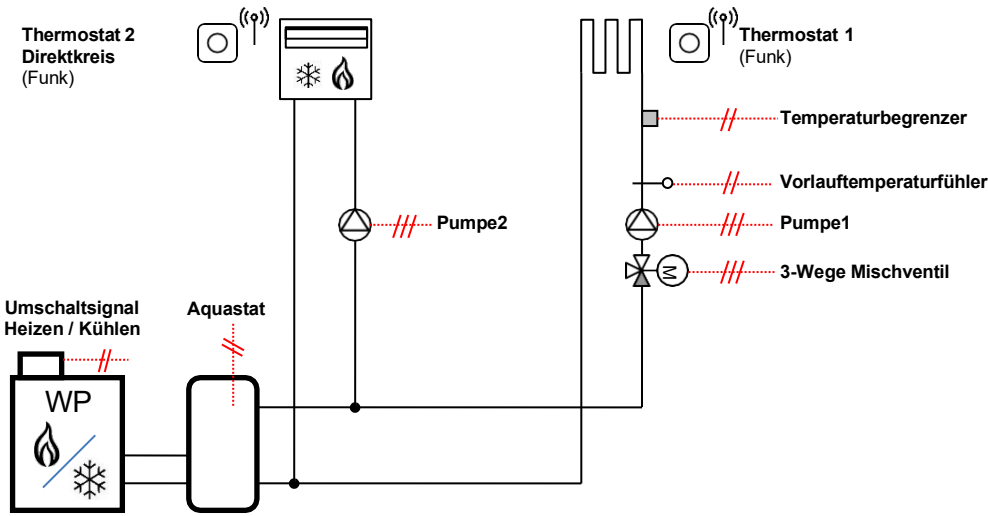 Thermostat 2
Direktkreis
(Funk)
Thermostat 1
(Funk)
Temperaturbegrenzer
Vorlauftemperaturfühler
Pumpe2
Pumpe1
M
3-Wege Mischventil
Umschaltsignal
Heizen / Kühlen
Aquastat
WP